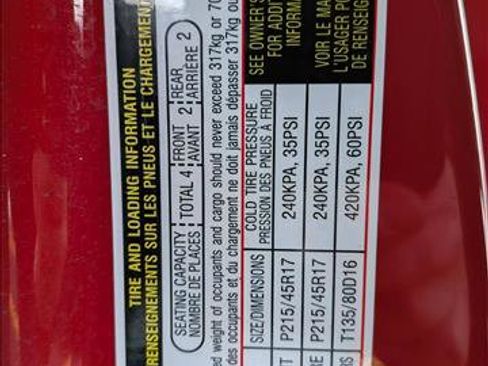 TIRE AND LOADING INFORMATION
RENSEIGNEMENTS SUR LES PNEUS ET LE CHARGEMENT
SEATING CAPACITY TOTAL 4 FRONT 2 REAR 2
NOMBRE DE PLACES AVANT ARRIÈRE
weight of occupants and cargo should never exceed 317kg or 70
des occupants et du chargement ne doit jamais dépasser 317kg ou
SIZE/DIMENSIONS COLD TIRE PRESSURE
PRESSION DES PNEUS À FROID
SEE OWNER'S
FOR ADDIT
INFORMA
P215/45R17 240KPA, 35PSI
P215/45R17 240KPA, 35PSI
VOIR LE MA
L'USAGER PO
DE RENSEIG
T135/80D16 420KPA, 60PSI